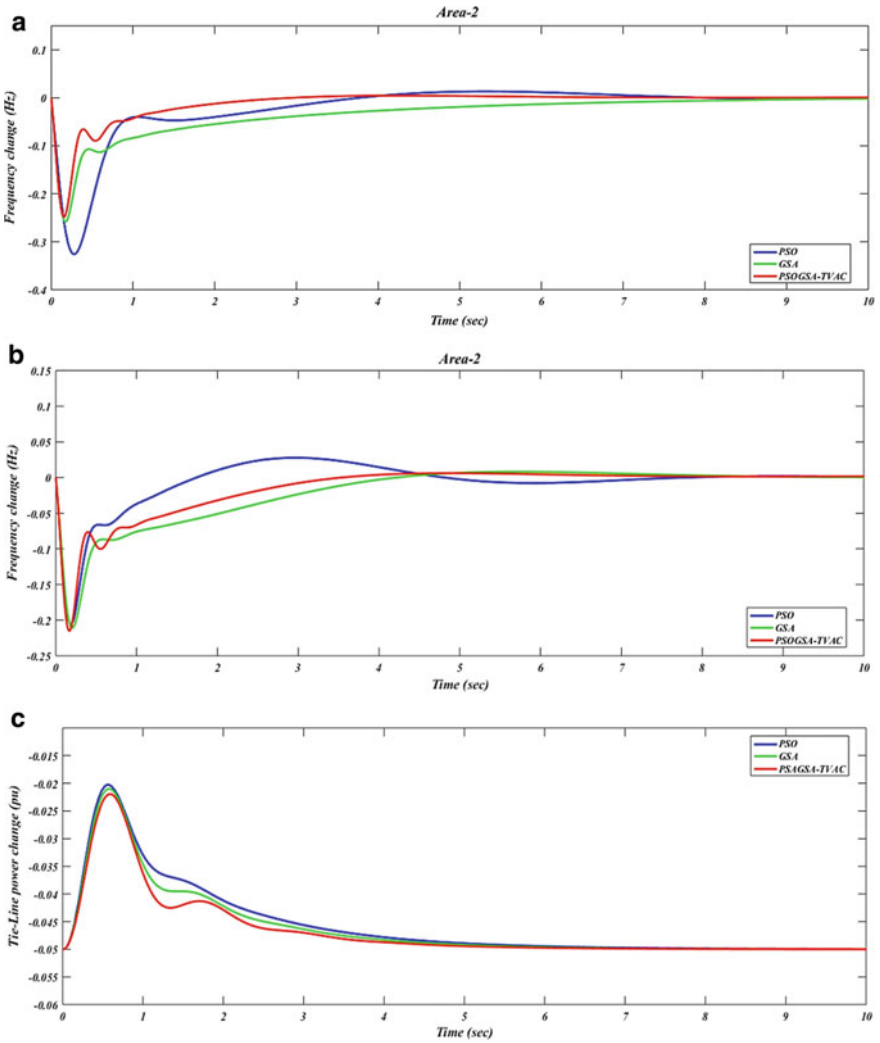 a
Area-2
0.1
0
-0.1
-0.2
-0.3
-0.4
Frequency change (Hz)
PSO
GSA
PSOGSA-TVAC
0 1 2 3 4 5 6 7 8 9 10
Time (sec)
b
Area-2
0.15
0.1
0.05
0
-0.05
-0.1
-0.15
-0.2
-0.25
Frequency change (Hz)
PSO
GSA
PSOGSA-TVAC
0 1 2 3 4 5 6 7 8 9 10
Time (sec)
c
-0.015
-0.02
-0.025
-0.03
-0.035
-0.04
-0.045
-0.05
-0.055
-0.06
Tie-Line power change (pu)
PSO
GSA
PSAGSA-TVAC
0 1 2 3 4 5 6 7 8 9 10
Time (sec)